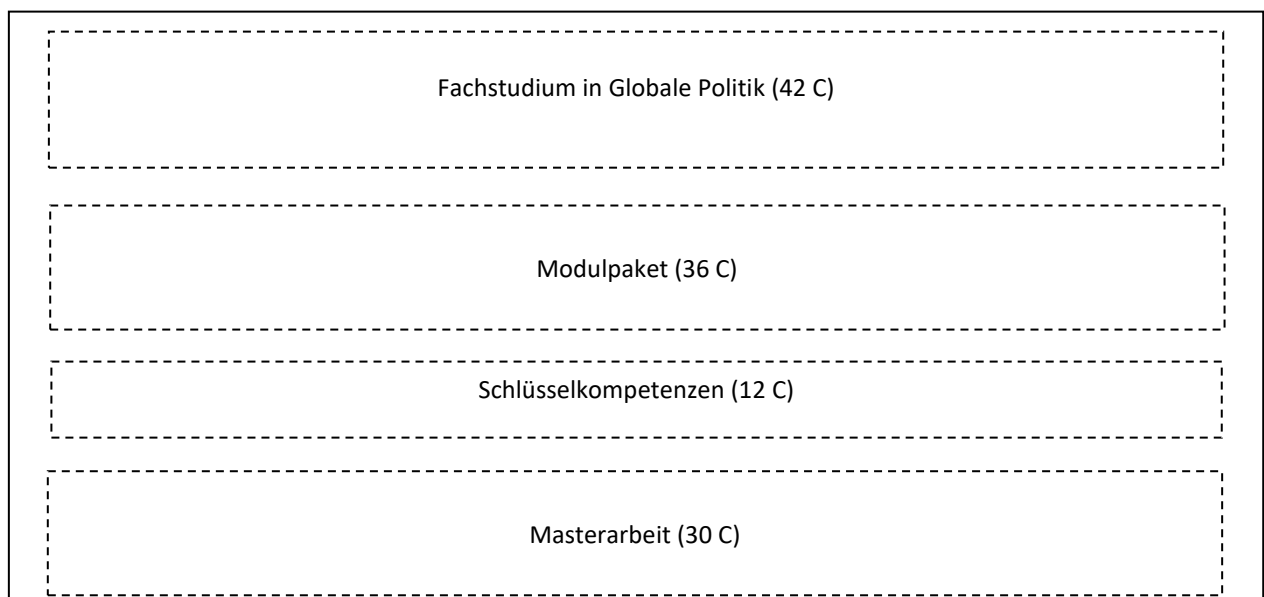 Fachstudium in Globale Politik (42 C)
Modulpaket (36 C)
Schlüsselkompetenzen (12 C)
Masterarbeit (30 C)